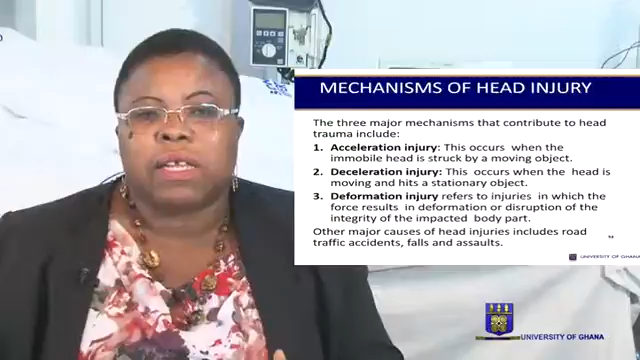 MECHANISMS OF HEAD INJURY
The three major mechanisms that contribute to head
trauma include:
1. Acceleration injury: This occurs when the
immobile head is struck by a moving object.
2. Deceleration injury: This occurs when the head is
moving and hits a stationary object.
3. Deformation injury refers to injuries in which the
force results in deformation or disruption of the
integrity of the impacted body part.
Other major causes of head injuries includes road
traffic accidents, falls and assaults.
UNIVERSITY OF GHANA
UNIVERSITY OF GHANA